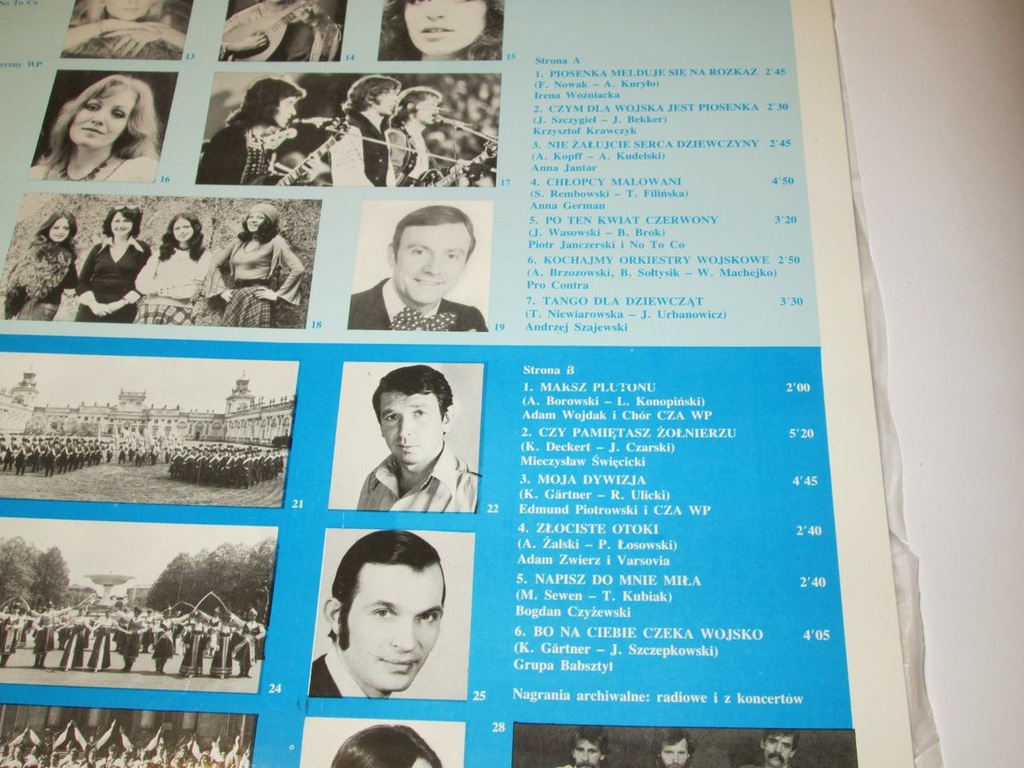 No To Co
yczny WP
13
14
15
16
17
18
19
Strona A
1. PIOSENKA MELDUJE SIĘ NA ROZKAZ 2'45
(F. Nowak – A. Kuryło)
Irena Woźniacka
2. CZYM DLA WOJSKA JEST PIOSENKA 2'30
(J. Szczygieł – J. Bekker)
Krzysztof Krawczyk
3. NIE ŻAŁUJCIE SERCA DZIEWCZYNY 2'45
(A. Kopff – A. Kudelski)
Anna Jantar
4. CHŁOPCY MALOWANI 4'50
(S. Rembowski – T. Filińska)
Anna German
5. PO TEN KWIAT CZERWONY 3'20
(J. Wasowski – B. Brok)
Piotr Janczerski i No To Co
6. KOCHAJMY ORKIESTRY WOJSKOWE 2'50
(A. Brzozowski, B. Sołtysik – W. Machejko)
Pro Contra
7. TANGO DLA DZIEWCZĄT 3'30
(T. Niewiarowska – J. Urbanowicz)
Andrzej Szajewski
Strona B
1. MARSZ PLUTONU 2'00
(A. Borowski – L. Konopiński)
Adam Wojdak i Chór CZA WP
2. CZY PAMIĘTASZ ŻOŁNIERZU 5'20
(K. Deckert – J. Czarski)
Mieczysław Święcicki
3. MOJA DYWIZJA 4'45
(K. Gärtner – R. Ulicki)
Edmund Piotrowski i CZA WP
4. ZŁOCISTE OTOKI 2'40
(A. Żalski – P. Łosowski)
Adam Zwierz i Varsovia
5. NAPISZ DO MNIE MIŁA 2'40
(M. Sewen – T. Kubiak)
Bogdan Czyżewski
6. BO NA CIEBIE CZEKA WOJSKO 4'05
(K. Gärtner – J. Szczepkowski)
Grupa Babsztyl
Nagrania archiwalne: radiowe i z koncertów
21
22
24
25
28